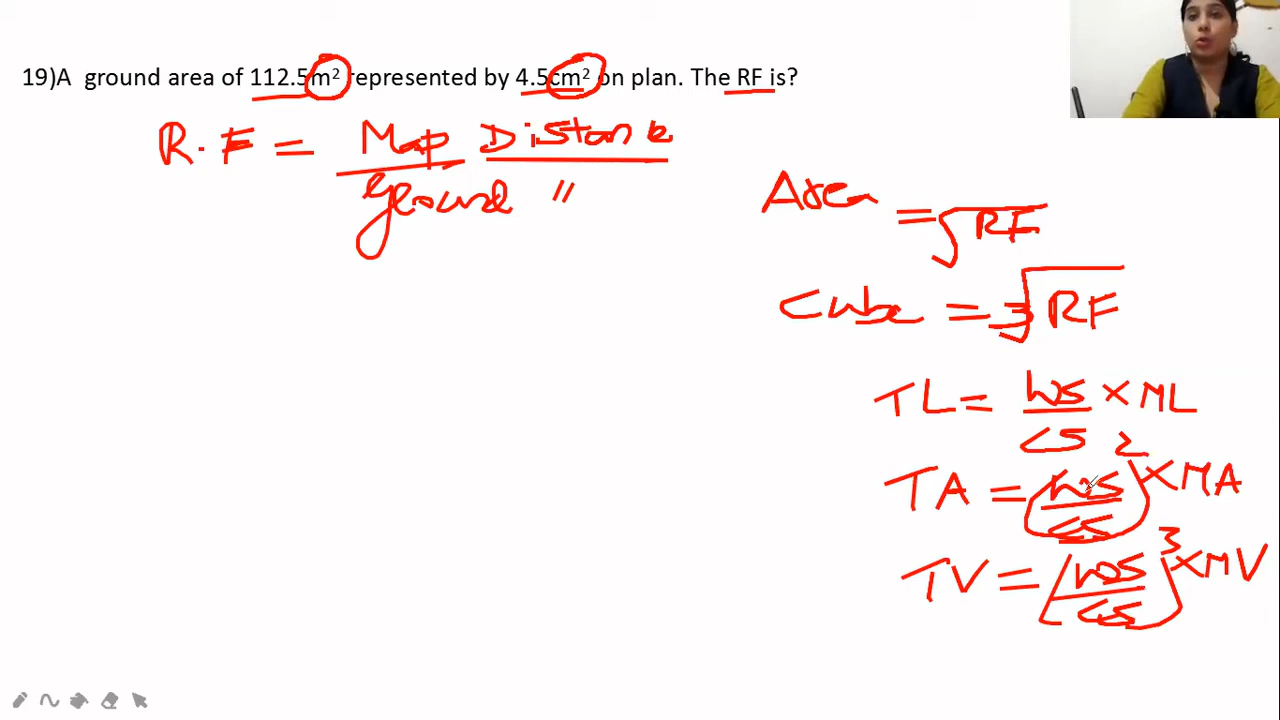 19)A ground area of 112.5m² represented by 4.5cm² on plan. The RF is?
R.F = Map Distance
Ground "
Area = √RF
Cube = ³√RF
TL = WS/CS × ML
TA = (WS/CS)² × MA
TV = (WS/CS)³ × MV